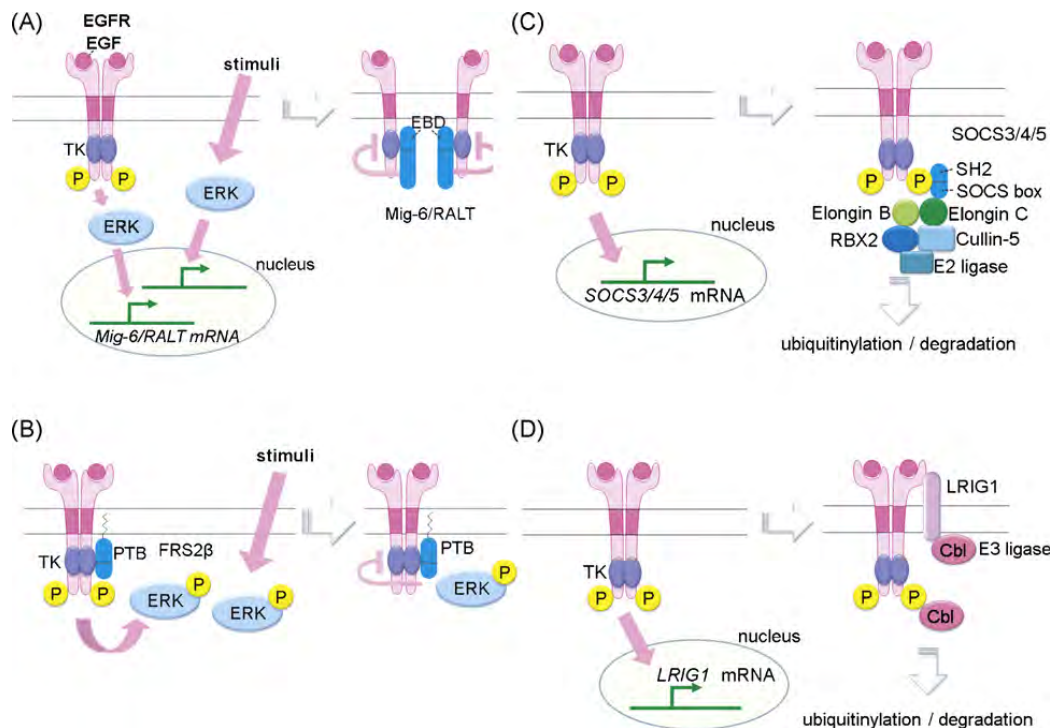 (A)
EGFR
EGF
stimuli
TK
P P
ERK
ERK
nucleus
Mig-6/RALT mRNA
EBD
Mig-6/RALT
(C)
TK
P P
nucleus
SOCS3/4/5 mRNA
SOCS3/4/5
P P
SH2
SOCS box
Elongin B Elongin C
RBX2 Cullin-5
E2 ligase
ubiquitinylation / degradation
(B)
stimuli
TK
PTB
FRS2β
P P
ERK P
ERK P
PTB
ERK P
(D)
TK
P P
nucleus
LRIG1 mRNA
LRIG1
Cbl E3 ligase
P P
Cbl
ubiquitinylation / degradation